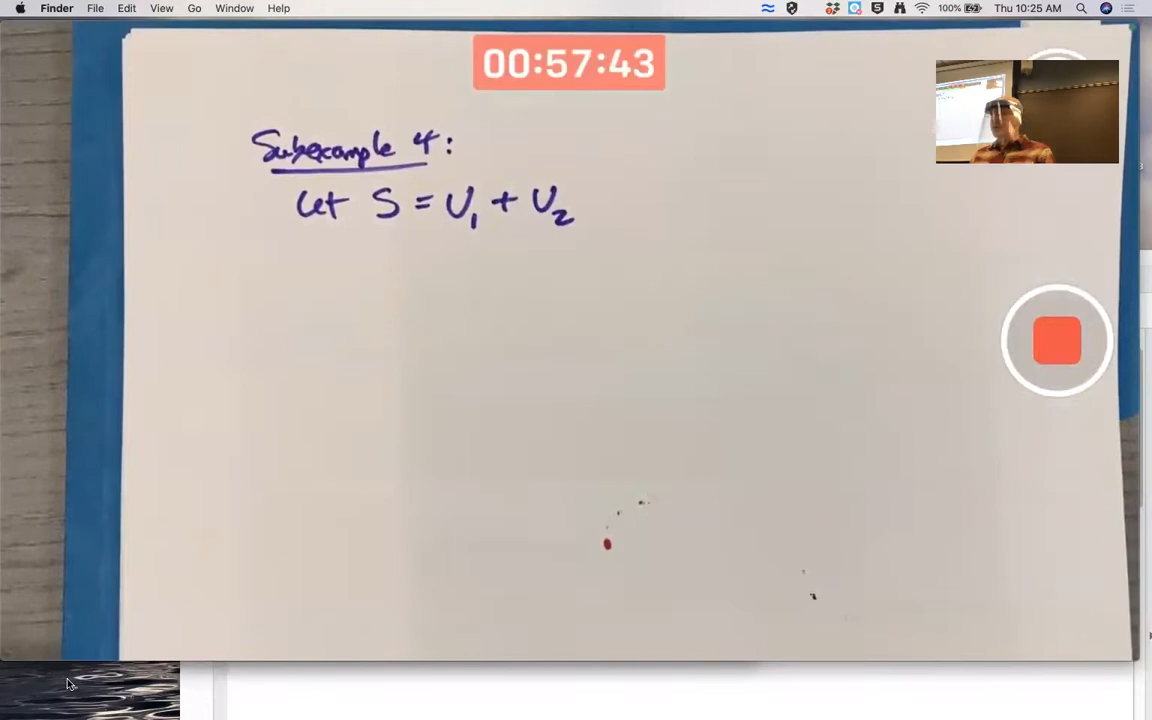 Finder File Edit View Go Window Help 100% Thu 10:25 AM
00:57:43
Subexample 4:
Let S = U₁ + U₂